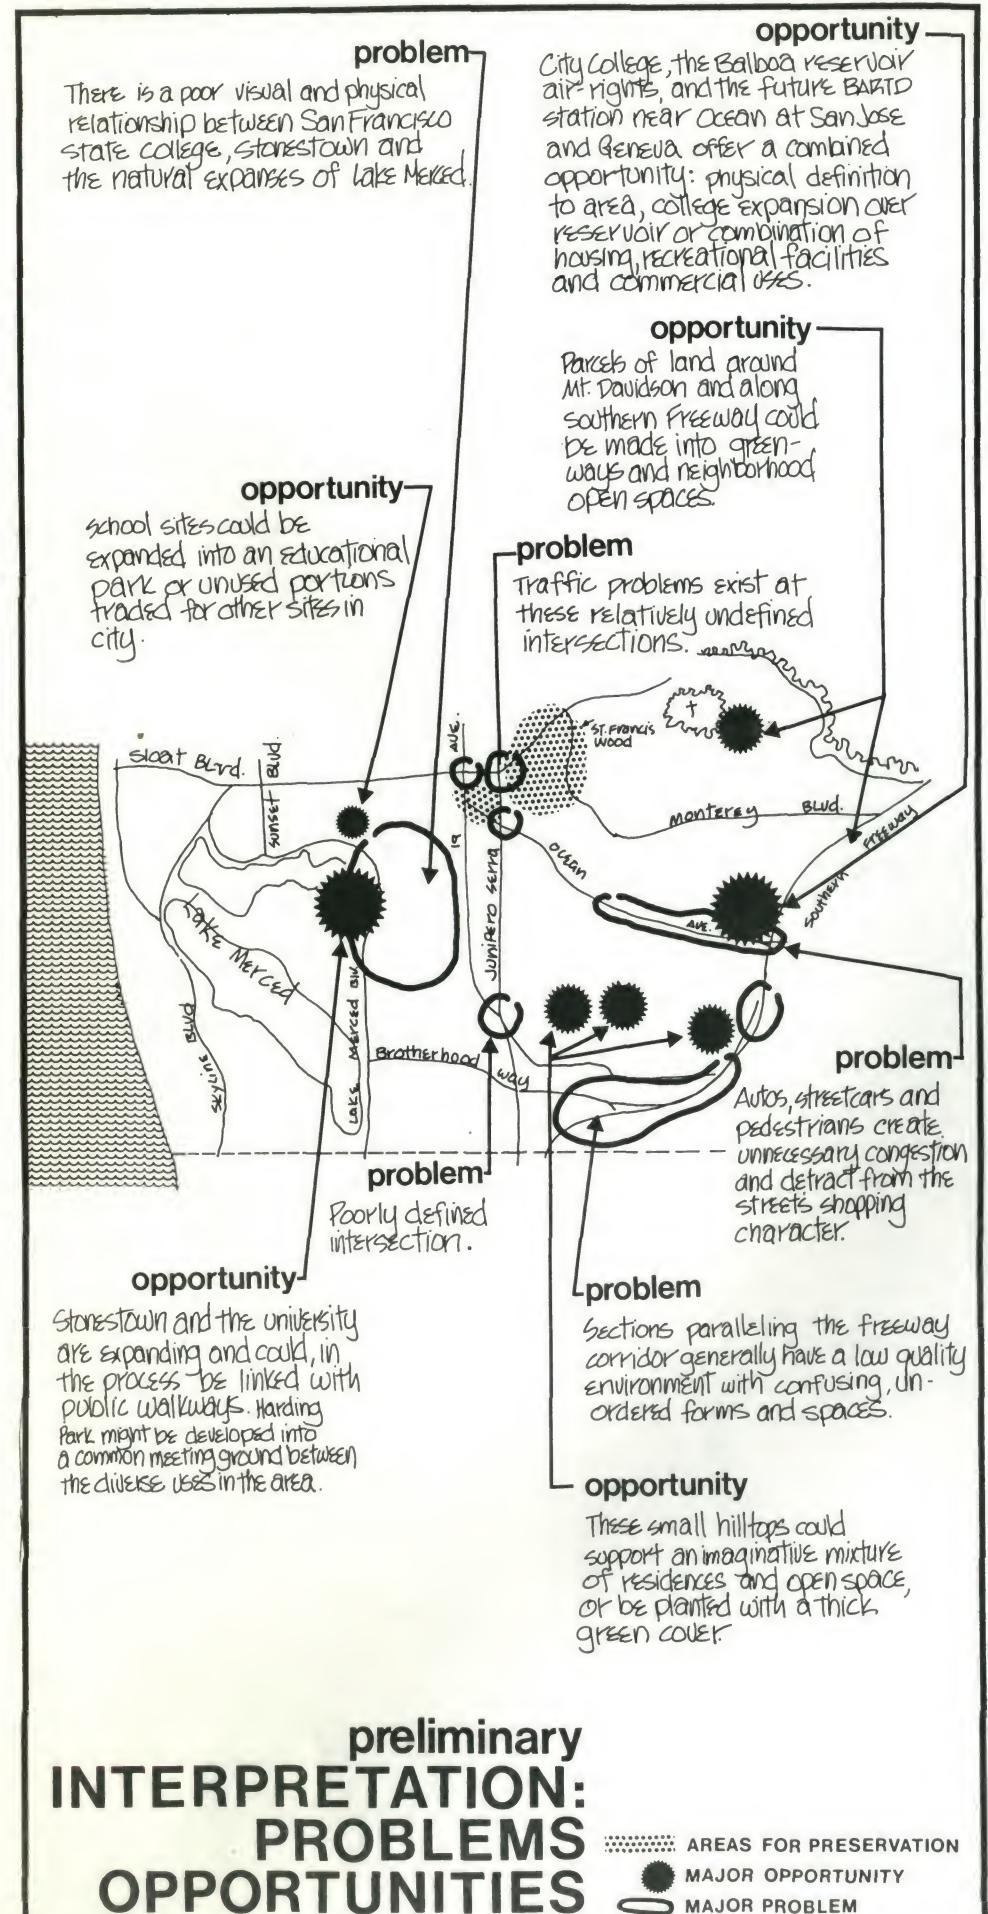 problem
There is a poor visual and physical
relationship between San Francisco
state college, stonestown and
the natural expanses of Lake Merced.
opportunity
City College, the Balboa reservoir
air-rights, and the future BARTD
station near Ocean at San Jose
and Geneva offer a combined
opportunity: physical definition
to area, college expansion over
reservoir or combination of
housing, recreational facilities
and commercial uses.
opportunity
Parcels of land around
Mt. Davidson and along
southern Freeway could
be made into green-
ways and neighborhood
open spaces.
opportunity
School sites could be
expanded into an educational
park or unused portions
traded for other sites in
city.
problem
Traffic problems exist at
these relatively undefined
intersections.
St. Francis
Wood
Sloat Blvd.
Sunset Blvd.
19
Ave.
Monterey Blvd.
Ocean
Ave.
Southern Freeway
Junipero Serra
Lake Merced
Skyline Blvd
Lake Merced Blv.
Brotherhood Way
problem
Autos, streetcars and
pedestrians create
unnecessary congestion
and detract from the
streets shopping
character.
problem
Poorly defined
intersection.
opportunity
Stonestown and the university
are expanding and could, in
the process be linked with
public walkways. Harding
Park might be developed into
a common meeting ground between
the diverse uses in the area.
problem
Sections paralleling the freeway
corridor generally have a low quality
environment with confusing, un-
ordered forms and spaces.
opportunity
These small hilltops could
support an imaginative mixture
of residences and open space,
or be planted with a thick
green cover.
preliminary
INTERPRETATION:
PROBLEMS
OPPORTUNITIES
AREAS FOR PRESERVATION
MAJOR OPPORTUNITY
MAJOR PROBLEM